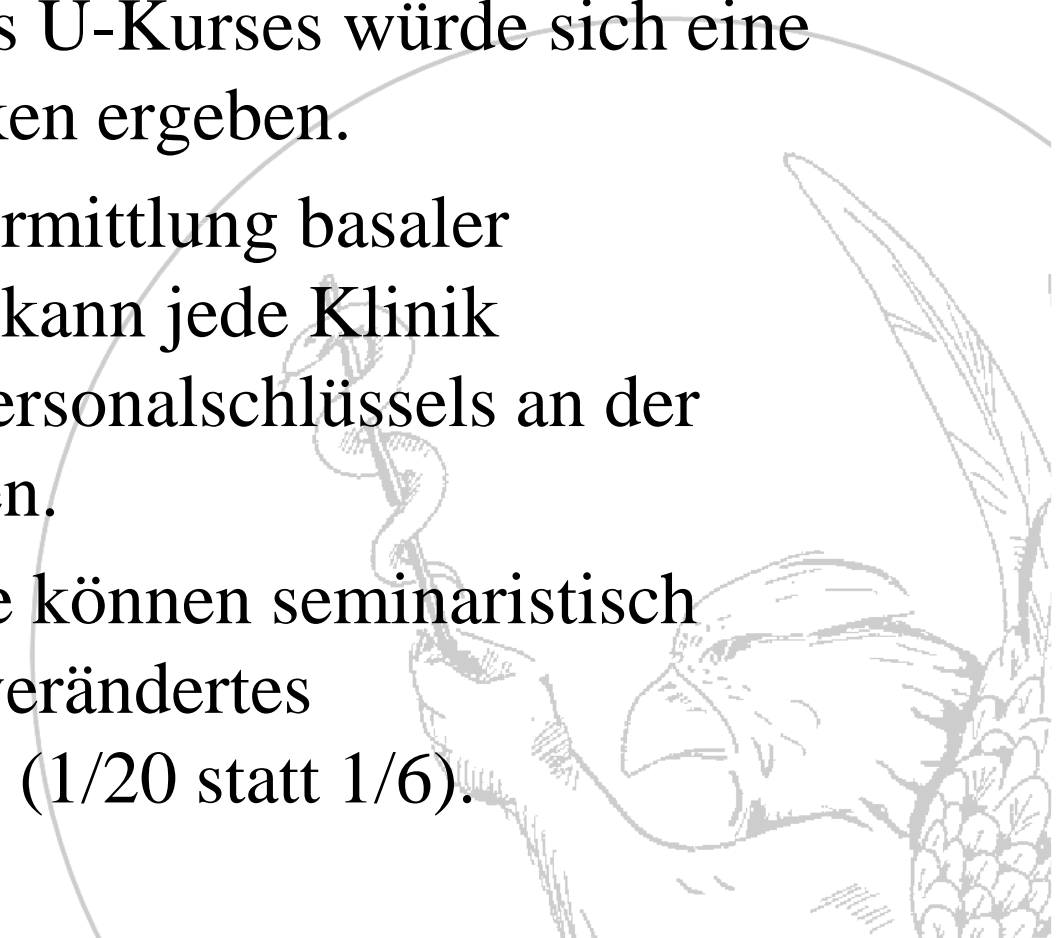 s U-Kurses würde sich eine
ken ergeben.
rmittlung basaler
kann jede Klinik
ersonalschlüssels an der
en.
e können seminaristisch
verändertes
(1/20 statt 1/6).